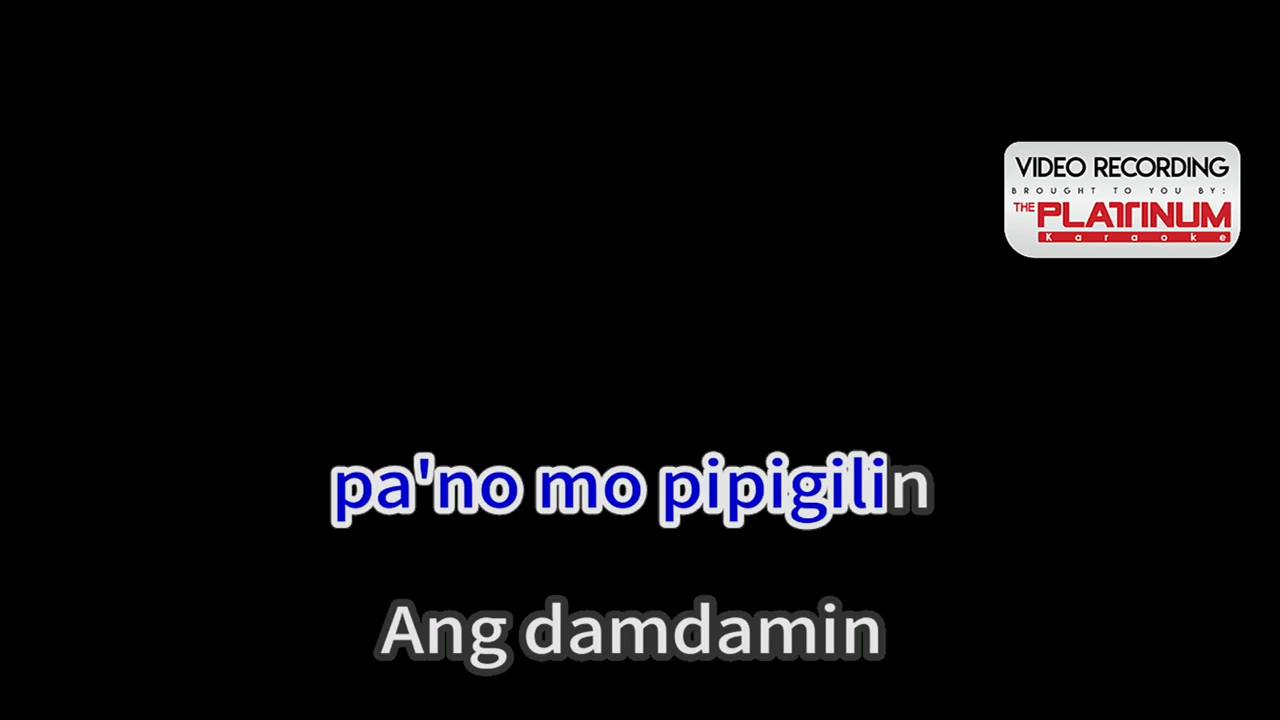 VIDEO RECORDING
BROUGHT TO YOU BY:
THE PLATINUM
Karaoke
pa'no mo pipigilin
Ang damdamin